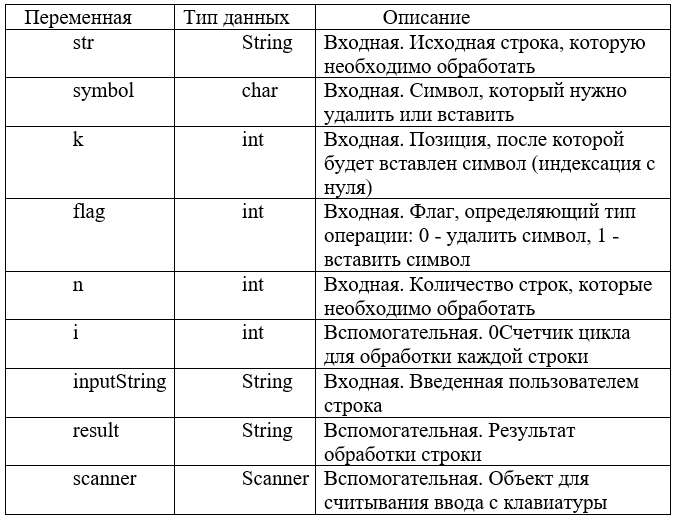 Переменная Тип данных Описание
str String Входная. Исходная строка, которую
необходимо обработать
symbol char Входная. Символ, который нужно
удалить или вставить
k int Входная. Позиция, после которой
будет вставлен символ (индексация с
нуля)
flag int Входная. Флаг, определяющий тип
операции: 0 - удалить символ, 1 -
вставить символ
n int Входная. Количество строк, которые
необходимо обработать
i int Вспомогательная. 0Счетчик цикла
для обработки каждой строки
inputString String Входная. Введенная пользователем
строка
result String Вспомогательная. Результат
обработки строки
scanner Scanner Вспомогательная. Объект для
считывания ввода с клавиатуры